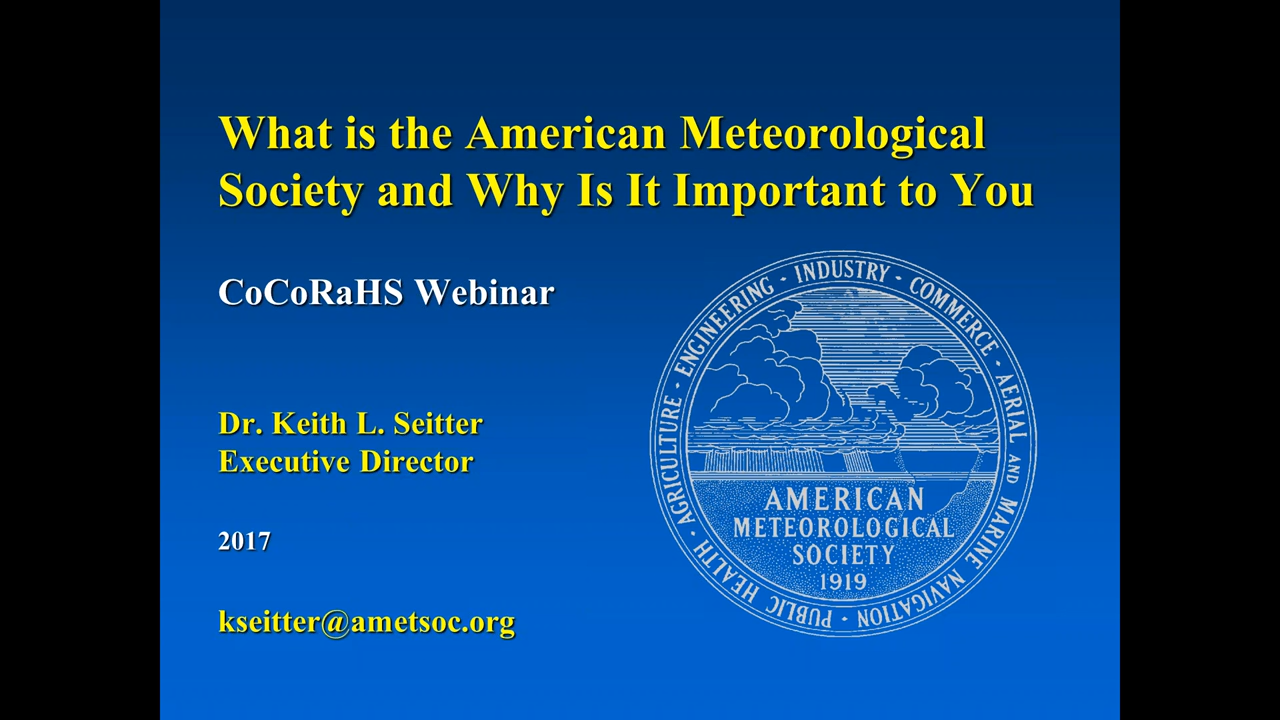 What is the American Meteorological
Society and Why Is It Important to You
CoCoRaHS Webinar
Dr. Keith L. Seitter
Executive Director
2017
kseitter@ametsoc.org
PUBLIC HEALTH · AGRICULTURE · ENGINEERING · INDUSTRY · COMMERCE · AERIAL AND MARINE NAVIGATION ·
AMERICAN
METEOROLOGICAL
SOCIETY
1919